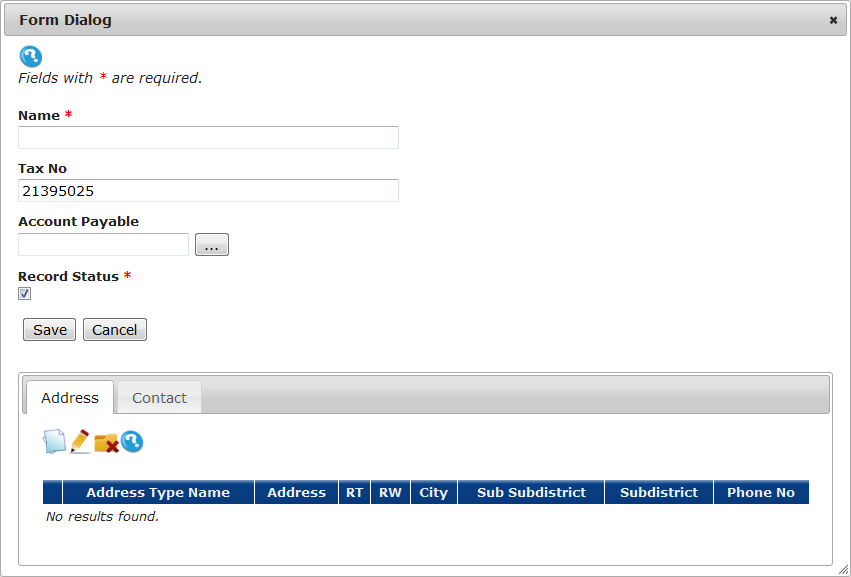 Form Dialog
Fields with * are required.
Name *
Tax No
21395025
Account Payable
...
Record Status *
Save Cancel
Address Contact
Address Type Name Address RT RW City Sub Subdistrict Subdistrict Phone No
No results found.